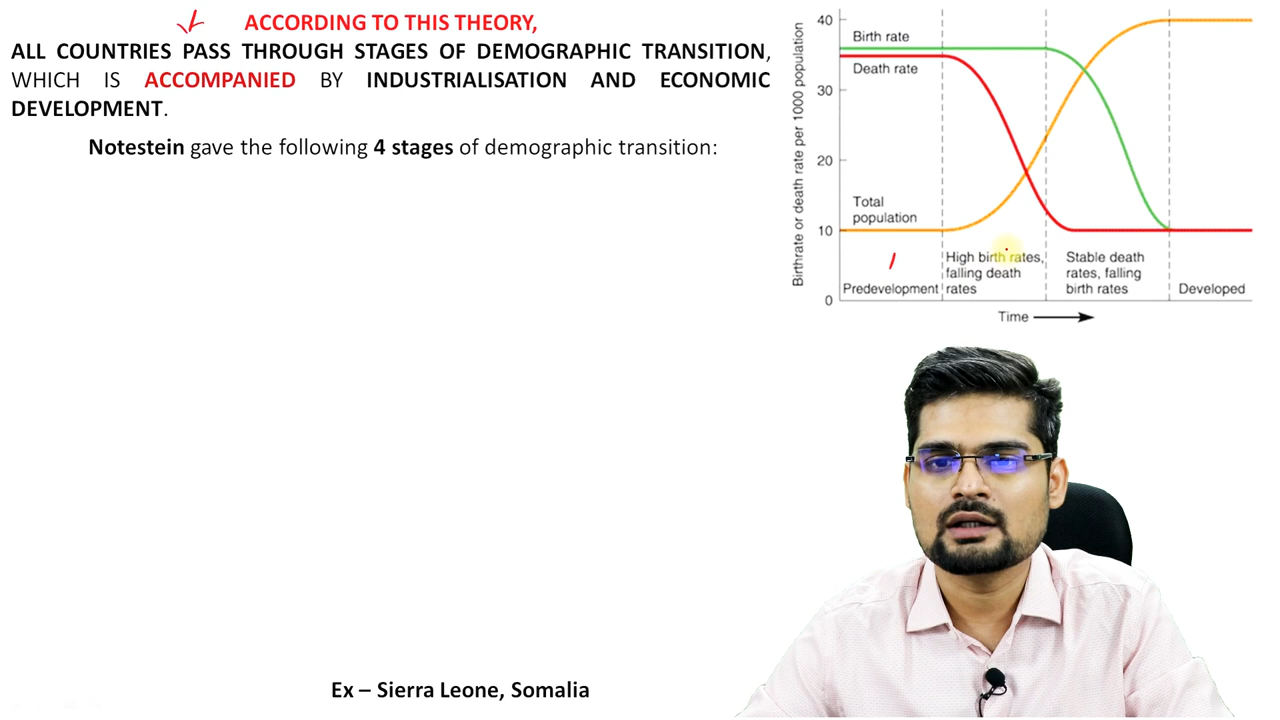 ACCORDING TO THIS THEORY,
ALL COUNTRIES PASS THROUGH STAGES OF DEMOGRAPHIC TRANSITION,
WHICH IS ACCOMPANIED BY INDUSTRIALISATION AND ECONOMIC
DEVELOPMENT.
Notestein gave the following 4 stages of demographic transition:
Ex – Sierra Leone, Somalia
Birthrate or death rate per 1000 population
40
30
20
10
0
Birth rate
Death rate
Total
population
Predevelopment
High birth rates,
falling death
rates
Stable death
rates, falling
birth rates
Developed
Time